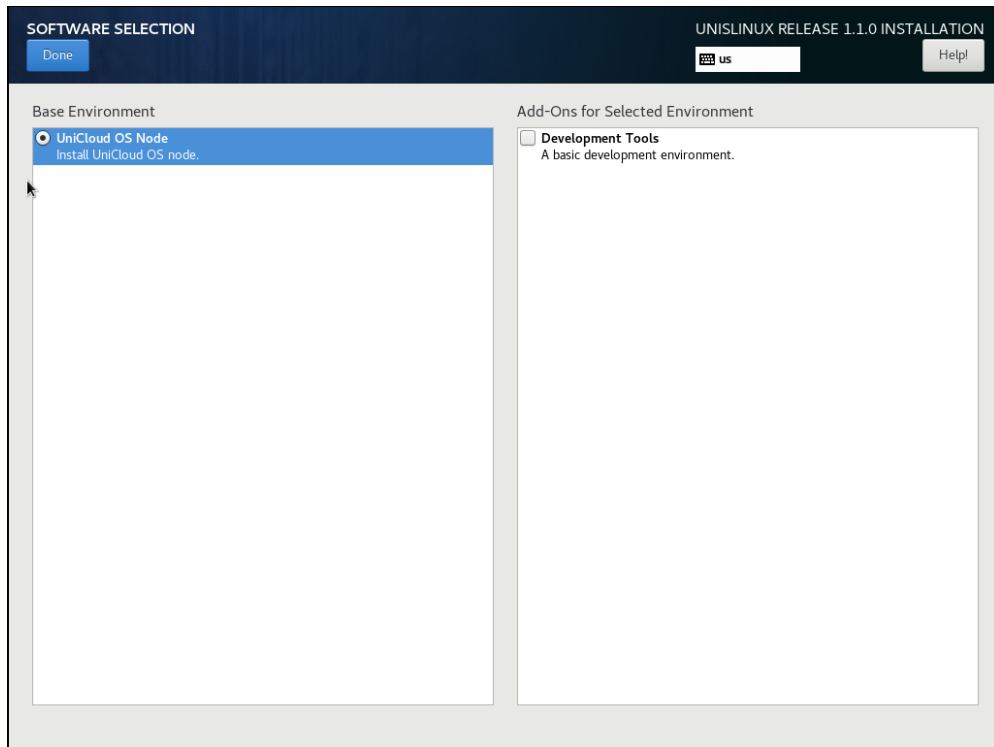 SOFTWARE SELECTION
UNISLINUX RELEASE 1.1.0 INSTALLATION
Done
us
Help!
Base Environment
Add-Ons for Selected Environment
UniCloud OS Node
Install UniCloud OS node.
Development Tools
A basic development environment.